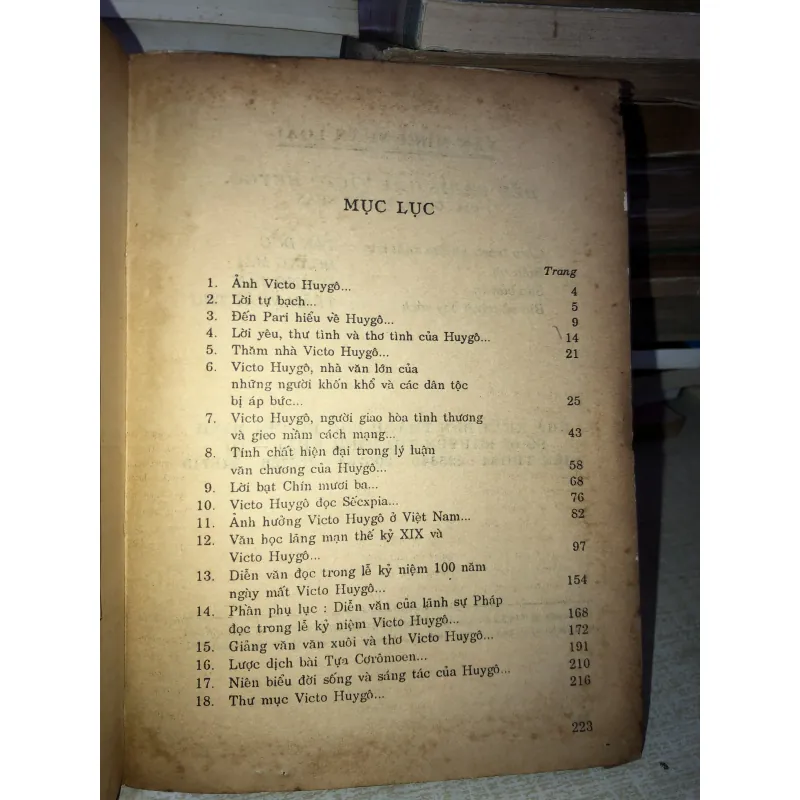 MỤC LỤC
Trang
1. Ảnh Victo Huygô... 4
2. Lời tự bạch... 5
3. Đến Pari hiểu về Huygô... 9
4. Lời yêu, thư tình và thơ tình của Huygô... 14
5. Thăm nhà Victo Huygô... 21
6. Victo Huygô, nhà văn lớn của
những người khốn khổ và các dân tộc
bị áp bức... 25
7. Victo Huygô, người giao hòa tình thương
và gieo mầm cách mạng... 43
8. Tính chất hiện đại trong lý luận
văn chương của Huygô... 58
9. Lời bạt Chín mươi ba... 68
10. Victo Huygô đọc Sếcxpia... 76
11. Ảnh hưởng Victo Huygô ở Việt Nam... 82
12. Văn học lãng mạn thế kỷ XIX và
Victo Huygô... 97
13. Diễn văn đọc trong lễ kỷ niệm 100 năm
ngày mất Victo Huygô... 154
14. Phần phụ lục : Diễn văn của lãnh sự Pháp
đọc trong lễ kỷ niệm Victo Huygô... 168
15. Giảng văn văn xuôi và thơ Victo Huygô... 172
16. Lược dịch bài Tựa Cơrômoen... 191
17. Niên biểu đời sống và sáng tác của Huygô... 210
18. Thư mục Victo Huygô... 216
223